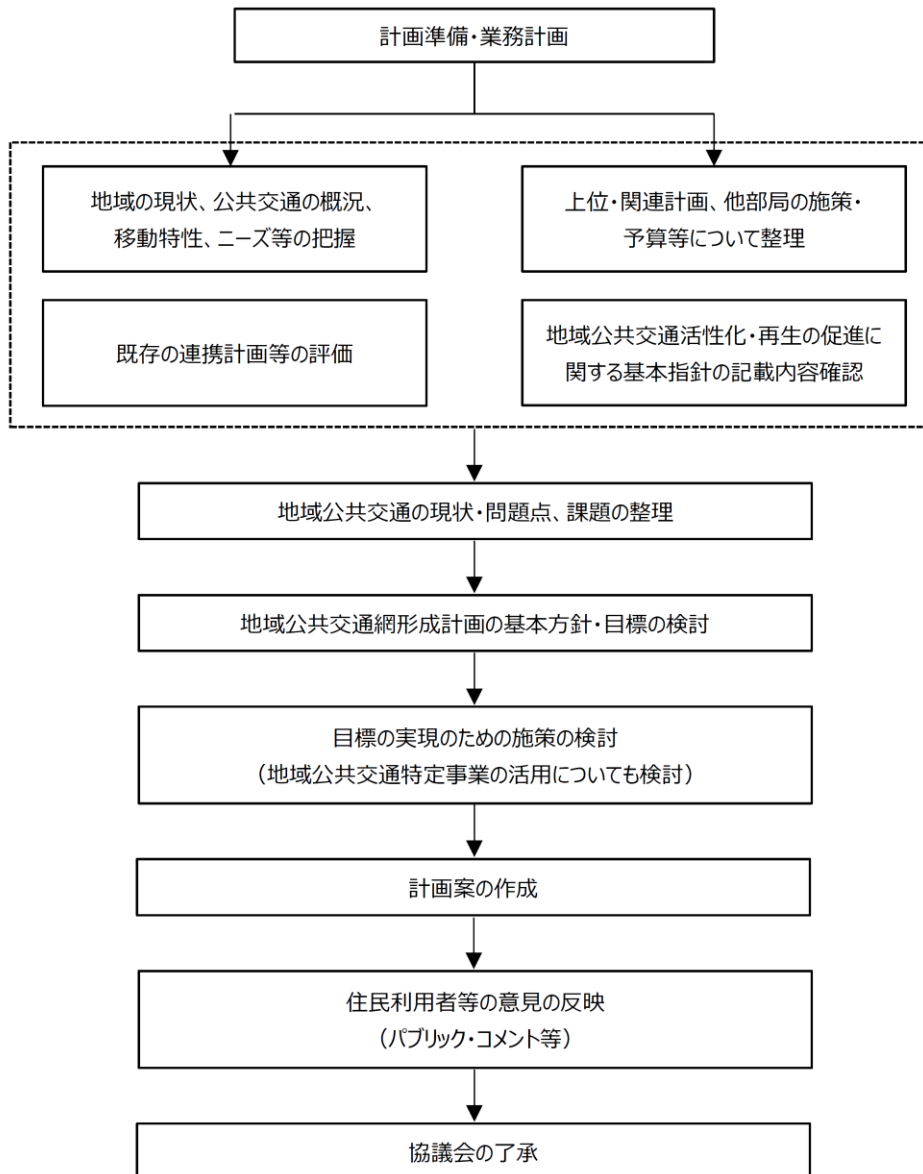 計画準備・業務計画
地域の現状、公共交通の概況、
移動特性、ニーズ等の把握
上位・関連計画、他部局の施策・
予算等について整理
既存の連携計画等の評価
地域公共交通活性化・再生の促進に
関する基本指針の記載内容確認
地域公共交通の現状・問題点、課題の整理
地域公共交通網形成計画の基本方針・目標の検討
目標の実現のための施策の検討
（地域公共交通特定事業の活用についても検討）
計画案の作成
住民利用者等の意見の反映
（パブリック・コメント等）
協議会の了承